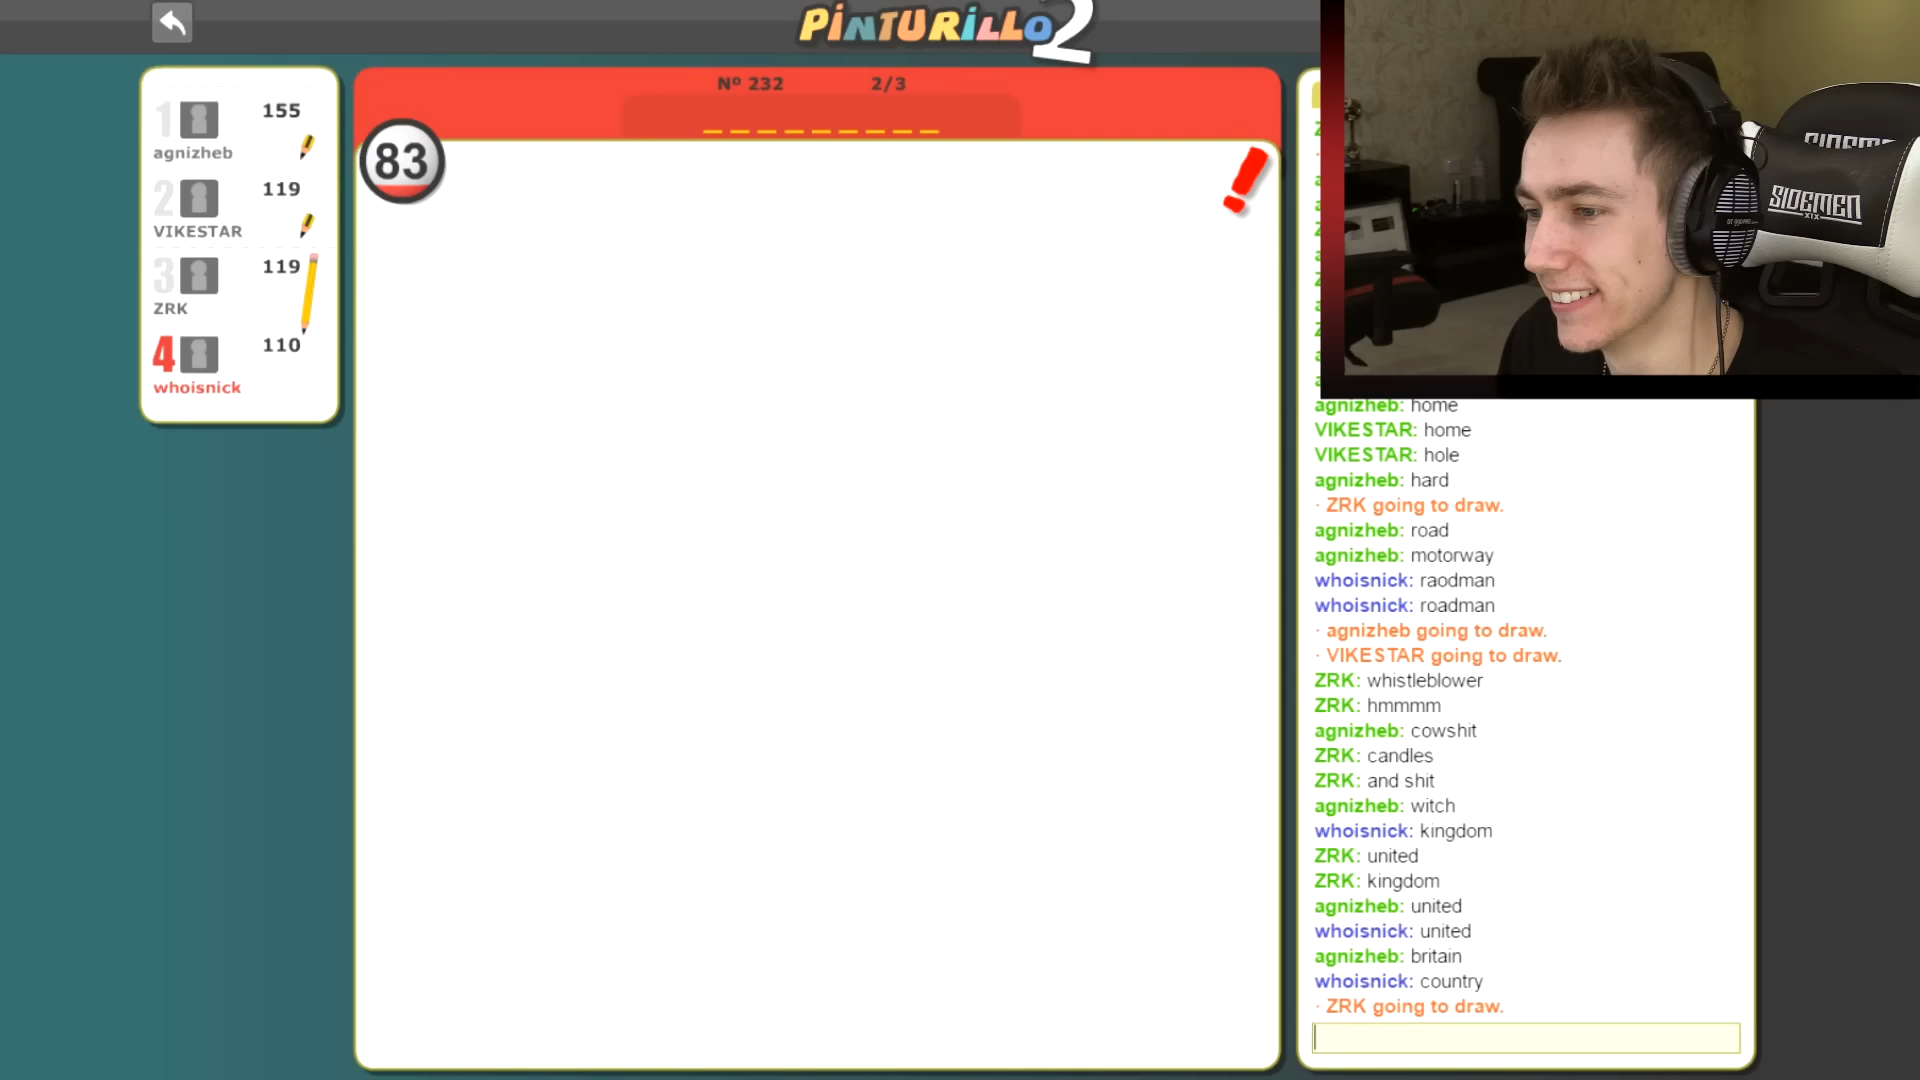 PINTURILLO 2
Nº 232 2/3
83
1 155
agnizheb
2 119
VIKESTAR
3 119
ZRK
4 110
whoisnick
SIDEMEN
SIDEMEN
XIX
agnizheb: home
VIKESTAR: home
VIKESTAR: hole
agnizheb: hard
· ZRK going to draw.
agnizheb: road
agnizheb: motorway
whoisnick: raodman
whoisnick: roadman
· agnizheb going to draw.
· VIKESTAR going to draw.
ZRK: whistleblower
ZRK: hmmmm
agnizheb: cowshit
ZRK: candles
ZRK: and shit
agnizheb: witch
whoisnick: kingdom
ZRK: united
ZRK: kingdom
agnizheb: united
whoisnick: united
agnizheb: britain
whoisnick: country
· ZRK going to draw.